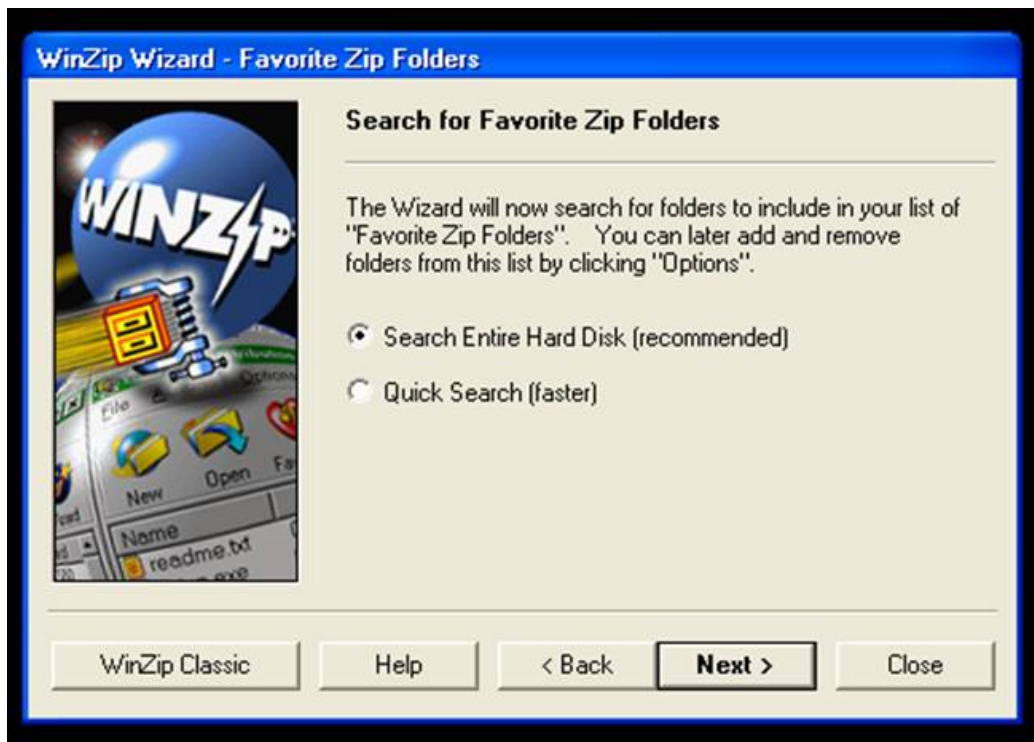 WinZip Wizard - Favorite Zip Folders
WINZIP
File
Options
New
Open
Name
readme.txt
Search for Favorite Zip Folders
The Wizard will now search for folders to include in your list of
"Favorite Zip Folders". You can later add and remove
folders from this list by clicking "Options".
Search Entire Hard Disk (recommended)
Quick Search (faster)
WinZip Classic
Help
< Back
Next >
Close